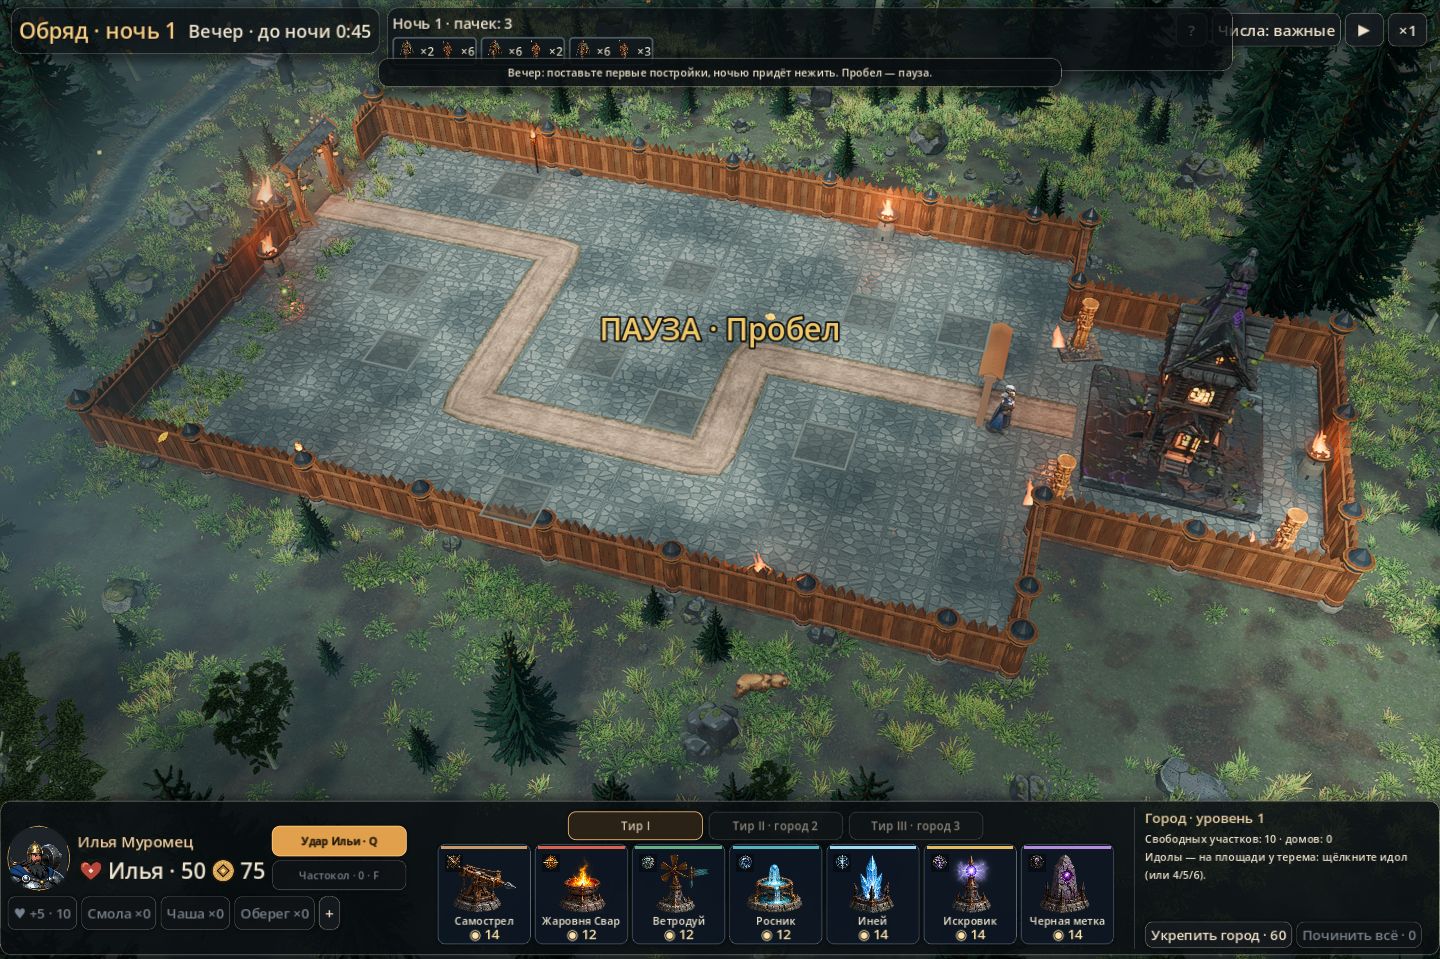 Обряд · ночь 1 Вечер · до ночи 0:45
Ночь 1 · пачек: 3
×2 ×6 ×6 ×2 ×6 ×3
? Числа: важные ▶ ×1
Вечер: поставьте первые постройки, ночью придёт нежить. Пробел — пауза.
ПАУЗА · Пробел
Илья Муромец
Илья · 50 75
Удар Ильи · Q
Частокол · 0 · F
♥ +5 · 10 Смола ×0 Чаша ×0 Оберег ×0 +
Тир I Тир II · город 2 Тир III · город 3
Самострел Жаровня Свар Ветродуй Росник Иней Искровик Черная метка
◉ 14 ◉ 12 ◉ 12 ◉ 12 ◉ 14 ◉ 14 ◉ 14
Город · уровень 1
Свободных участков: 10 · домов: 0
Идолы — на площади у терема: щёлкните идол
(или 4/5/6).
Укрепить город · 60 Починить всё · 0